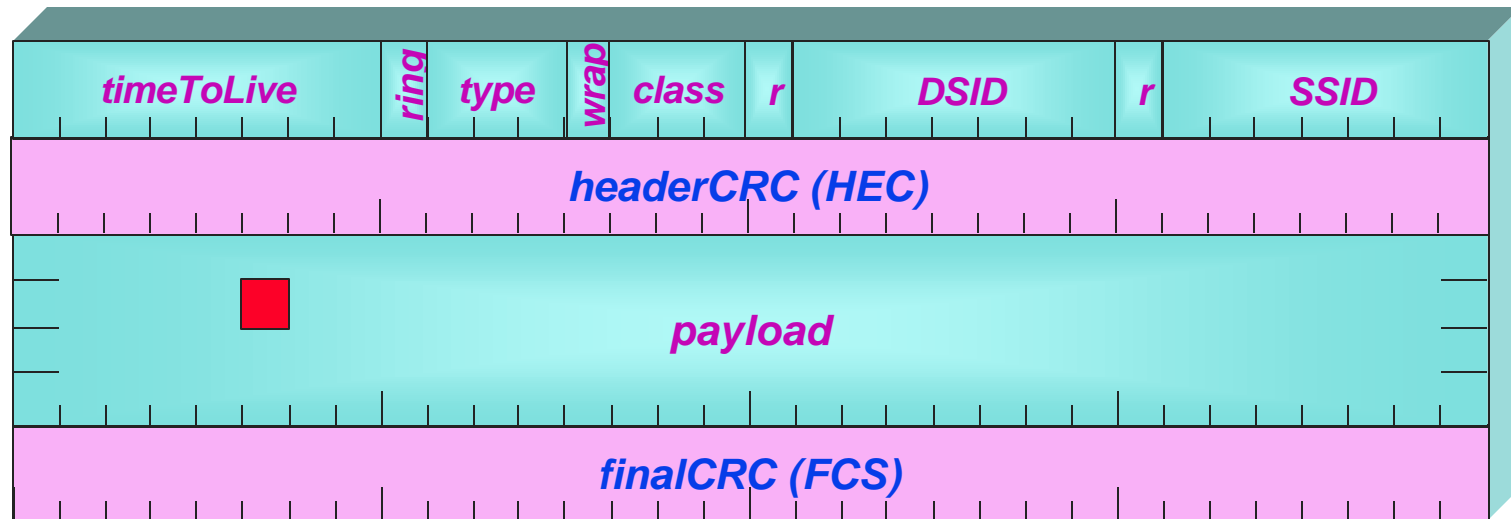 timeToLive ring type wrap class r DSID r SSID
headerCRC (HEC)
payload
finalCRC (FCS)